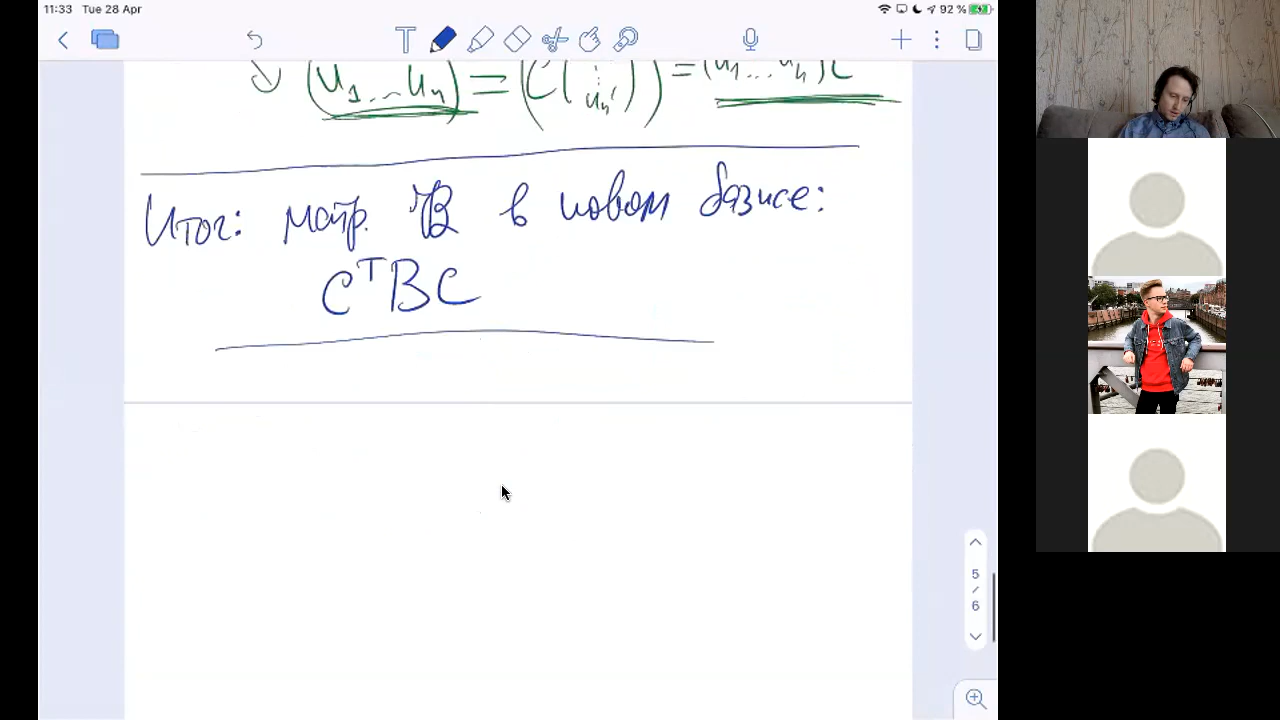 11:33 Tue 28 Apr
92 %
(u₁...uₙ) = (C(⋮ uₙ')) = (u₁'...uₙ')C
Итог: матр. B в новом базисе:
CᵀBC
5
/
6